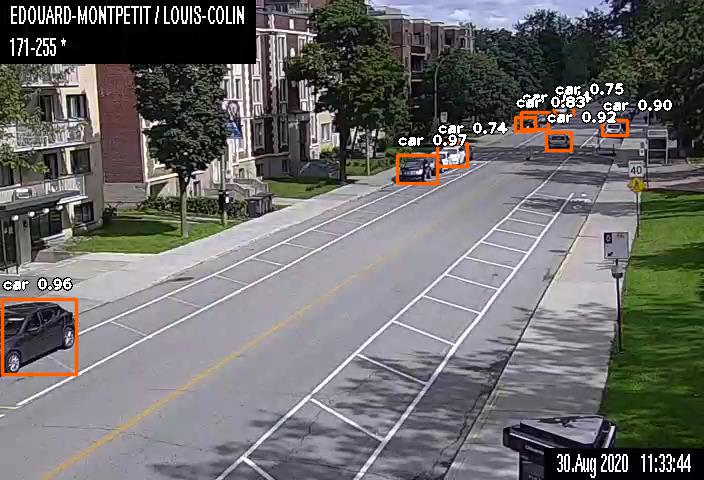 EDOUARD-MONTPETIT / LOUIS-COLIN
171-255 *
car 0.75
car 0.83
car 0.90
car 0.92
car 0.74
car 0.97
40
car 0.96
30.Aug 2020 11:33:44